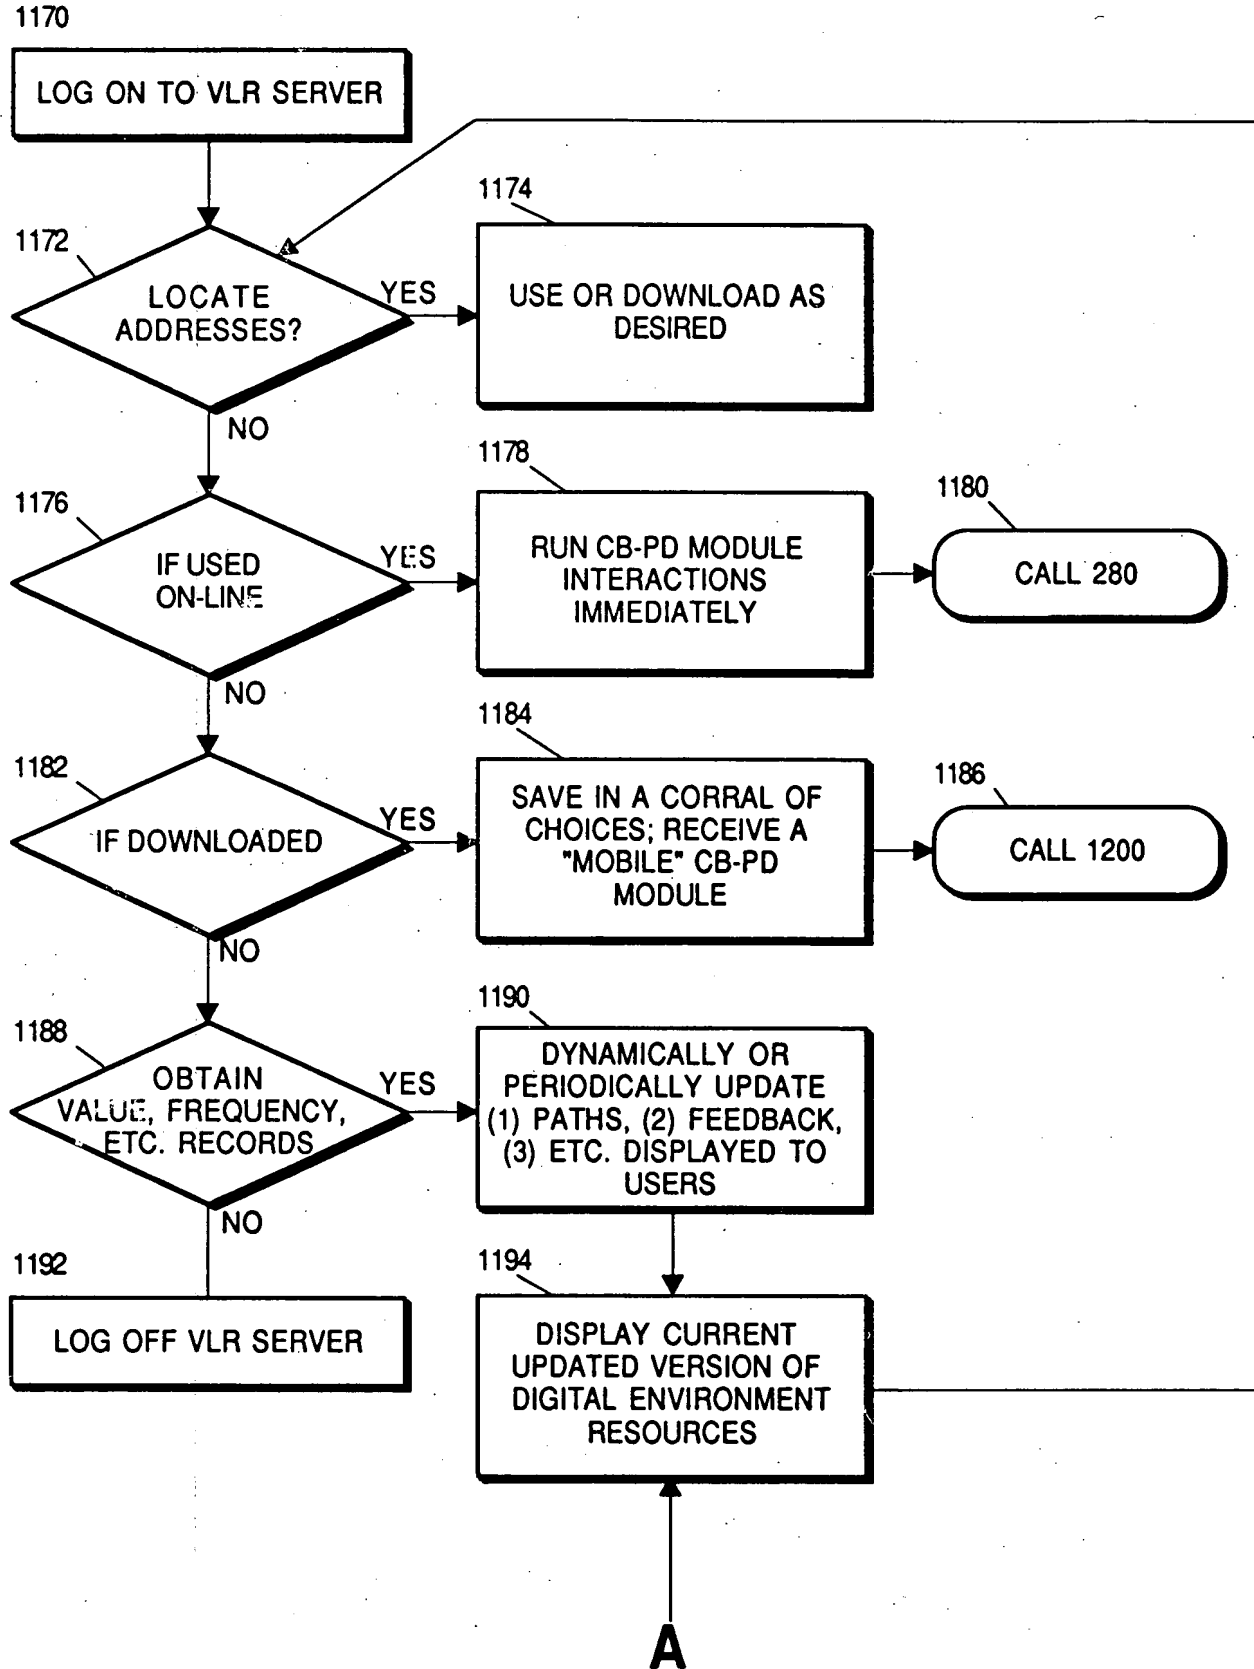 1170
LOG ON TO VLR SERVER
1172
LOCATE
ADDRESSES?
YES
NO
1174
USE OR DOWNLOAD AS
DESIRED
1176
IF USED
ON-LINE
YES
NO
1178
RUN CB-PD MODULE
INTERACTIONS
IMMEDIATELY
1180
CALL 280
1182
IF DOWNLOADED
YES
NO
1184
SAVE IN A CORRAL OF
CHOICES; RECEIVE A
"MOBILE" CB-PD
MODULE
1186
CALL 1200
1188
OBTAIN
VALUE, FREQUENCY,
ETC. RECORDS
YES
NO
1190
DYNAMICALLY OR
PERIODICALLY UPDATE
(1) PATHS, (2) FEEDBACK,
(3) ETC. DISPLAYED TO
USERS
1192
LOG OFF VLR SERVER
1194
DISPLAY CURRENT
UPDATED VERSION OF
DIGITAL ENVIRONMENT
RESOURCES
A